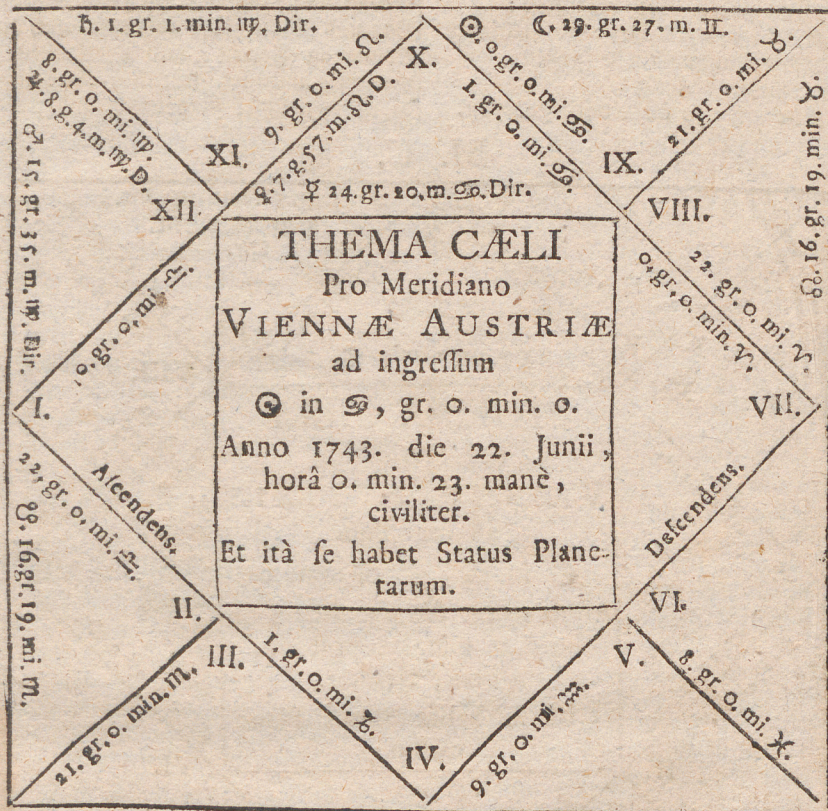 ♄. 1. gr. 1. min. ♍. Dir.
☉. 0. gr. 0. mi. ♋.
☾. 29. gr. 27. m. ♊.
8. gr. 0. mi. ♍.
♃. 8. g. 4. m. ♍. D.
♂. 15. gr. 35. m. ♍. Dir.
XI.
XII.
9. gr. 0. mi. ♌.
♀. 7. g. 57. m. ♌. D.
X.
1. gr. 0. mi. ♋.
☿ 24. gr. 20. m. ♋. Dir.
IX.
21. gr. 0. mi. ♉.
VIII.
☊. 16. gr. 19. min. ♉.
22. gr. 0. mi. ♈.
0. gr. 0. min. ♈.
VII.
0. gr. 0. mi. ♎.
I.
THEMA CÆLI
Pro Meridiano
VIENNÆ AUSTRIÆ
ad ingreſſum
☉ in ♋, gr. 0. min. 0.
Anno 1743. die 22. Junii,
horâ 0. min. 23. manè,
civiliter.
Et ità ſe habet Status Plane-
tarum.
Aſcendens.
22. gr. 0. mi. ♎.
☋. 16. gr. 19. mi. ♏.
II.
III.
21. gr. 0. min. ♏.
1. gr. 0. mi. ♑.
IV.
9. gr. 0. mi. ♒.
V.
8. gr. 0. mi. ♓.
VI.
Deſcendens.